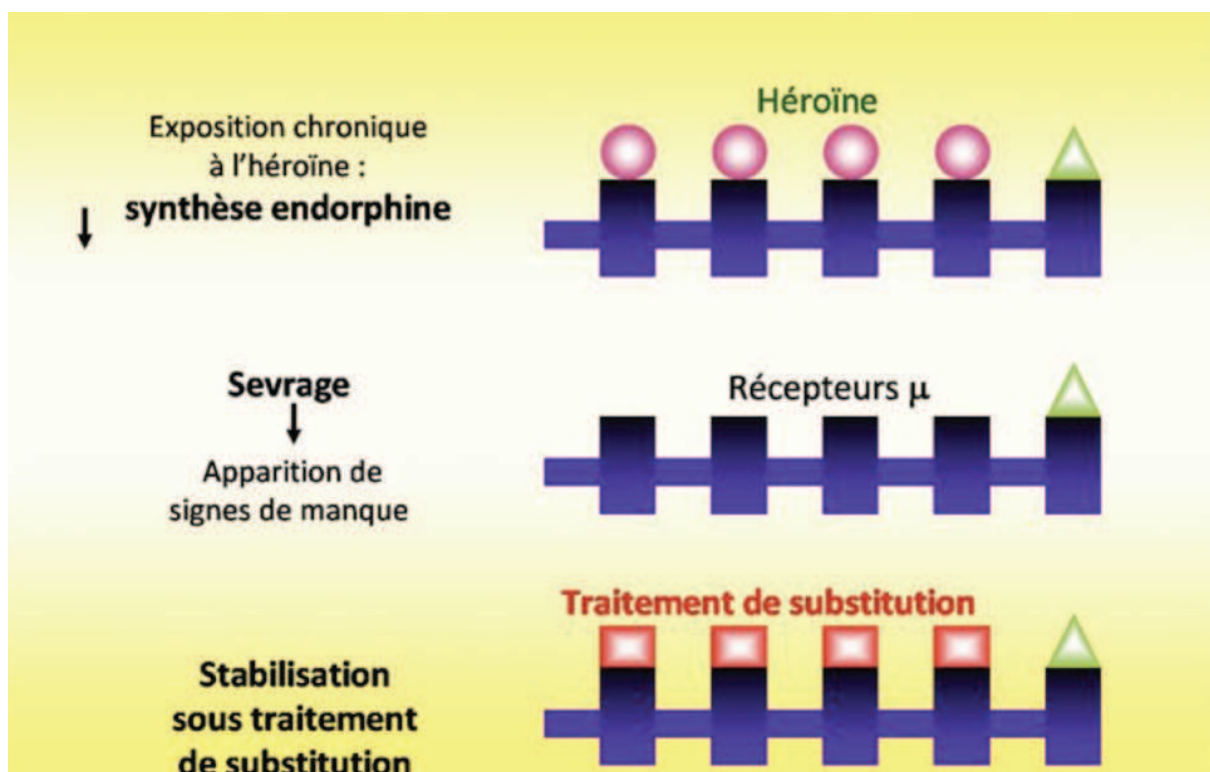 Exposition chronique
à l'héroïne :
synthèse endorphine
Héroïne
Sevrage
Apparition de
signes de manque
Récepteurs μ
Traitement de substitution
Stabilisation
sous traitement
de substitution